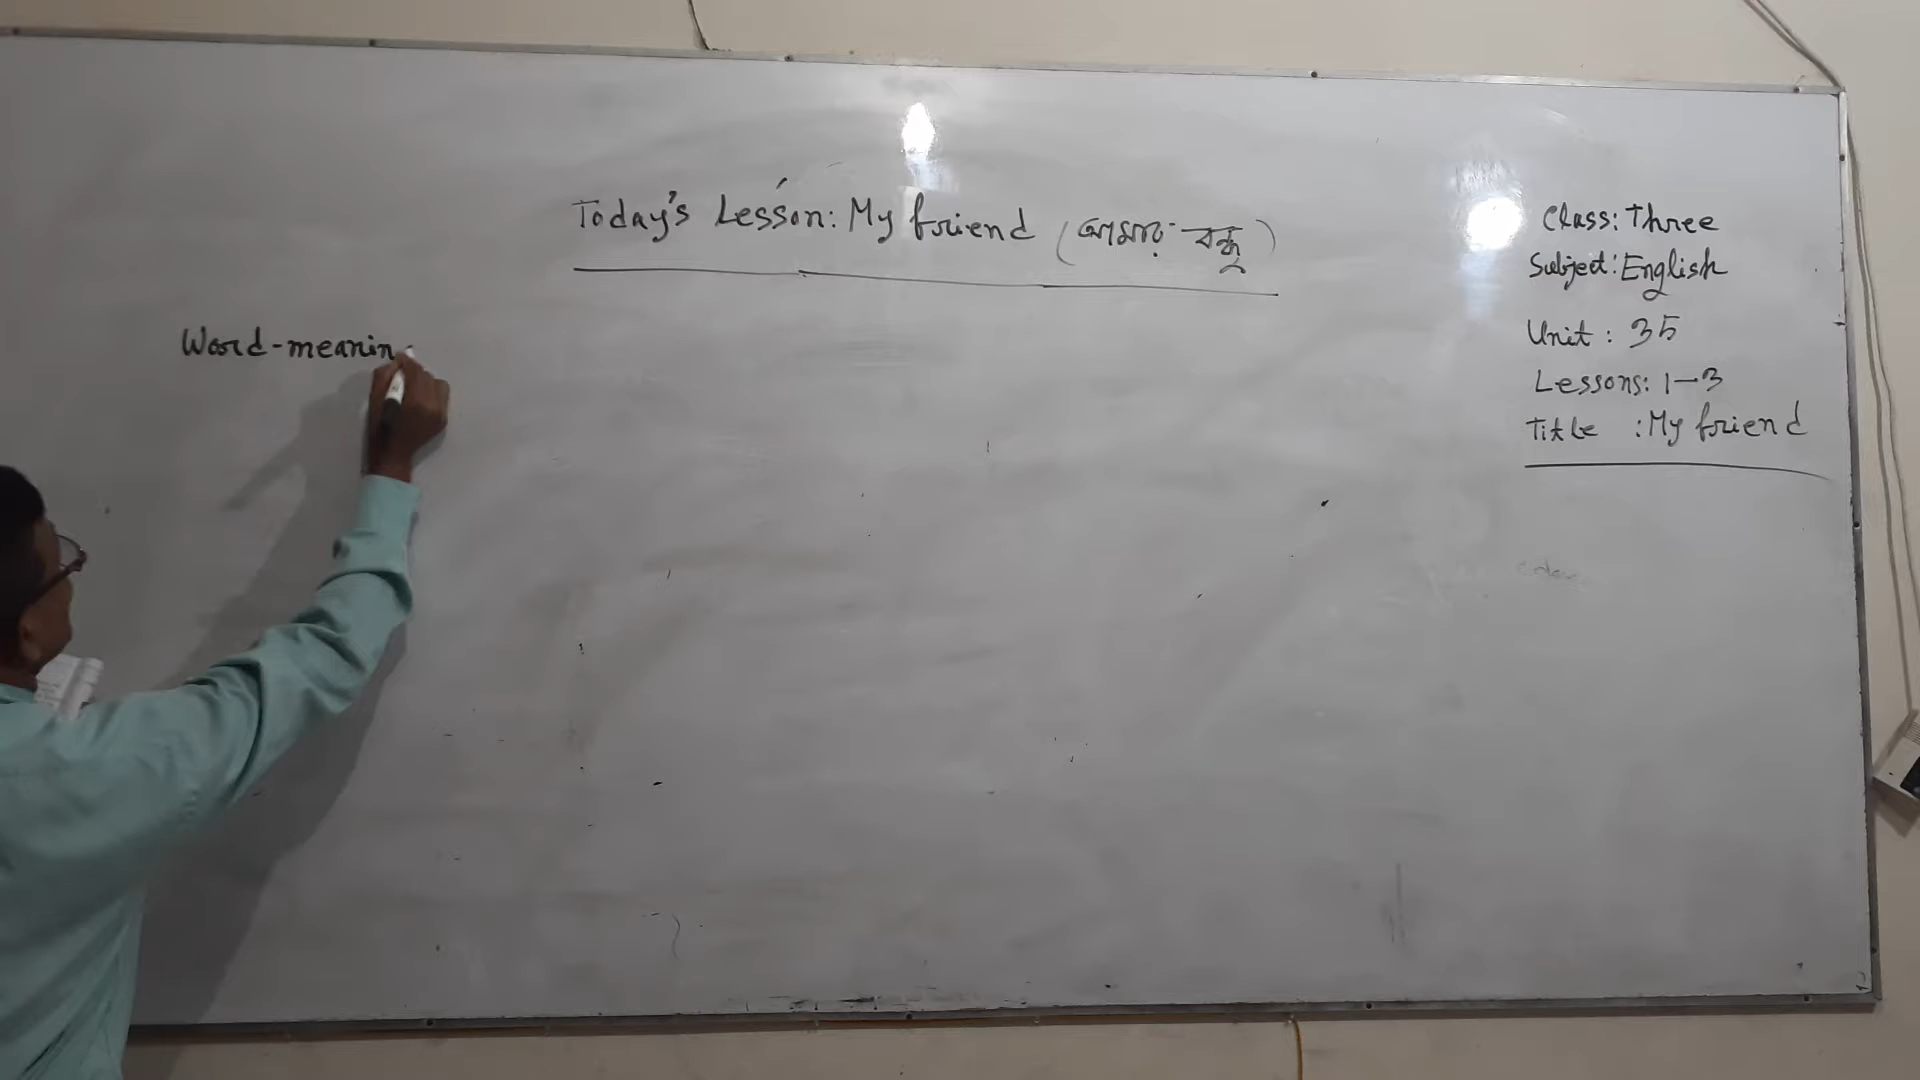 Today's Lesson: My friend (আমার বন্ধু)
Class: Three
Subject: English
Unit : 35
Lessons: 1-3
Title : My friend
Word-meanin